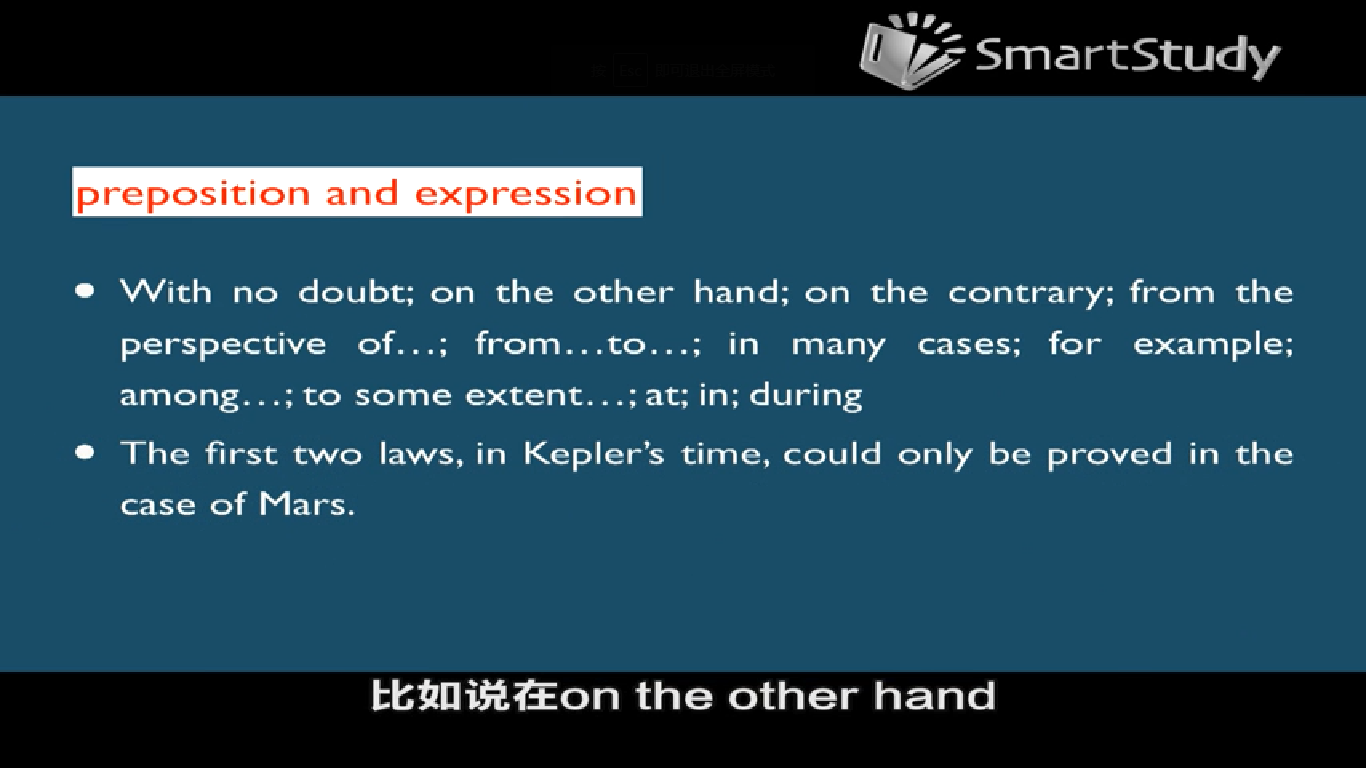 SmartStudy
preposition and expression
• With no doubt; on the other hand; on the contrary; from the
perspective of…; from…to…; in many cases; for example;
among…; to some extent…; at; in; during
• The first two laws, in Kepler’s time, could only be proved in the
case of Mars.
比如说在on the other hand